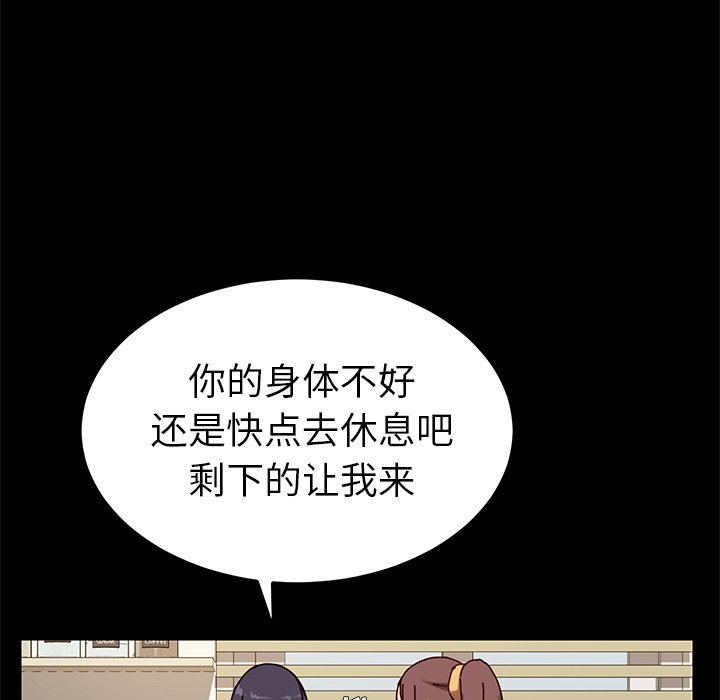 你的身体不好
还是快点去休息吧
剩下的让我来